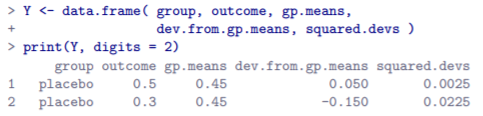 > Y <- data.frame( group, outcome, gp.means,
+ dev.from.gp.means, squared.devs )
> print(Y, digits = 2)
group outcome gp.means dev.from.gp.means squared.devs
1 placebo 0.5 0.45 0.050 0.0025
2 placebo 0.3 0.45 -0.150 0.0225